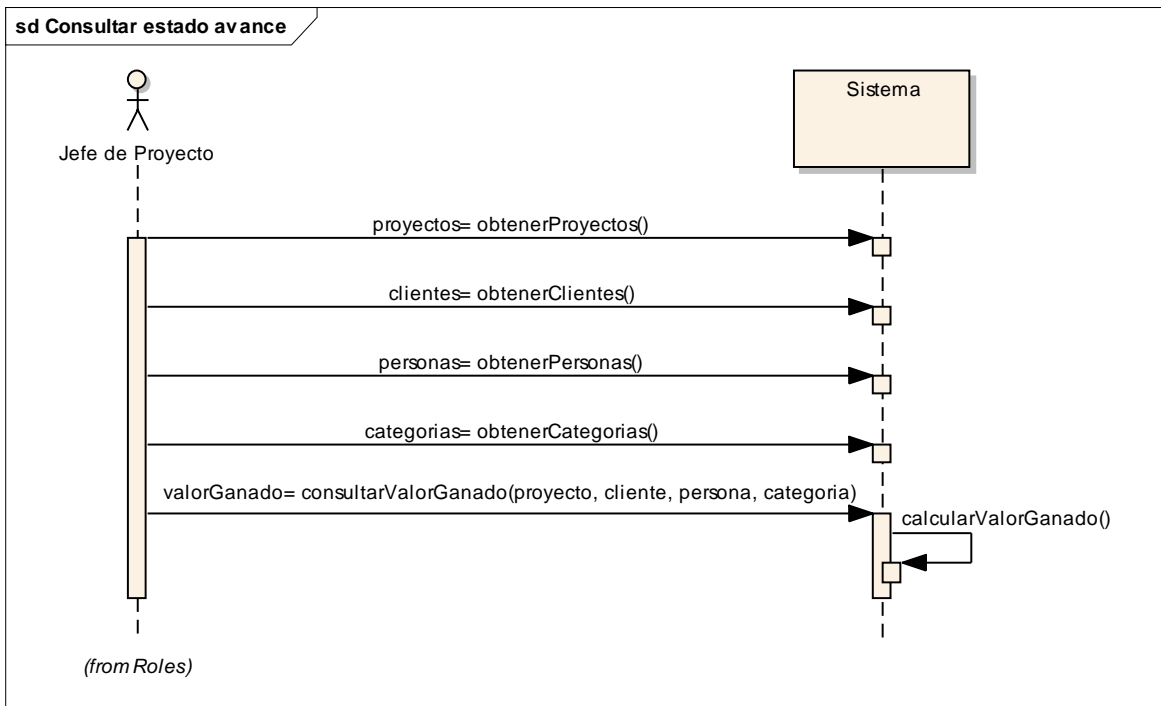 sd Consultar estado avance
Sistema
Jefe de Proyecto
proyectos= obtenerProyectos()
clientes= obtenerClientes()
personas= obtenerPersonas()
categorias= obtenerCategorias()
valorGanado= consultarValorGanado(proyecto, cliente, persona, categoria)
calcularValorGanado()
(from Roles)